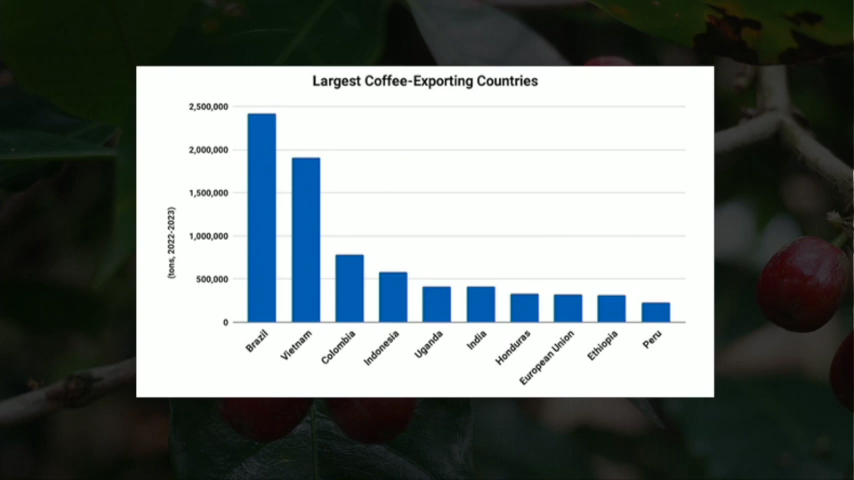 Largest Coffee-Exporting Countries
2,500,000
2,000,000
1,500,000
1,000,000
500,000
0
(tons, 2022-2023)
Brazil
Vietnam
Colombia
Indonesia
Uganda
India
Honduras
European Union
Ethiopia
Peru